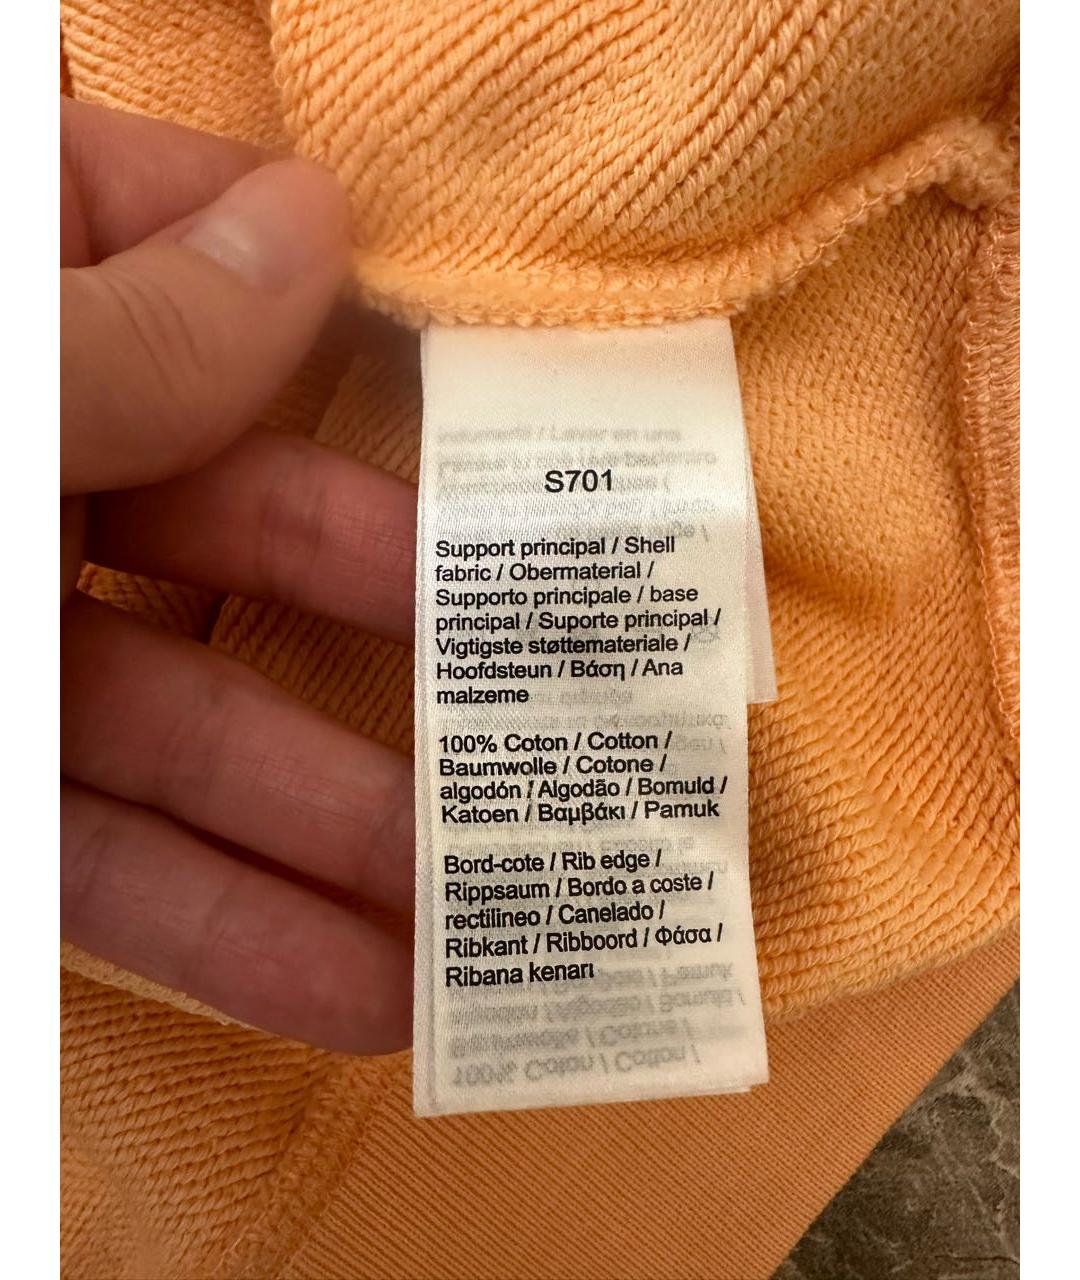 S701
Support principal / Shell
fabric / Obermaterial /
Supporto principale / base
principal / Suporte principal /
Vigtigste støttemateriale /
Hoofdsteun / Βάση / Ana
malzeme
100% Coton / Cotton /
Baumwolle / Cotone /
algodón / Algodão / Bomuld /
Katoen / Βαμβάκι / Pamuk
Bord-cote / Rib edge /
Rippsaum / Bordo a coste /
rectilineo / Canelado /
Ribkant / Ribboord / Φάσα /
Ribana kenarı